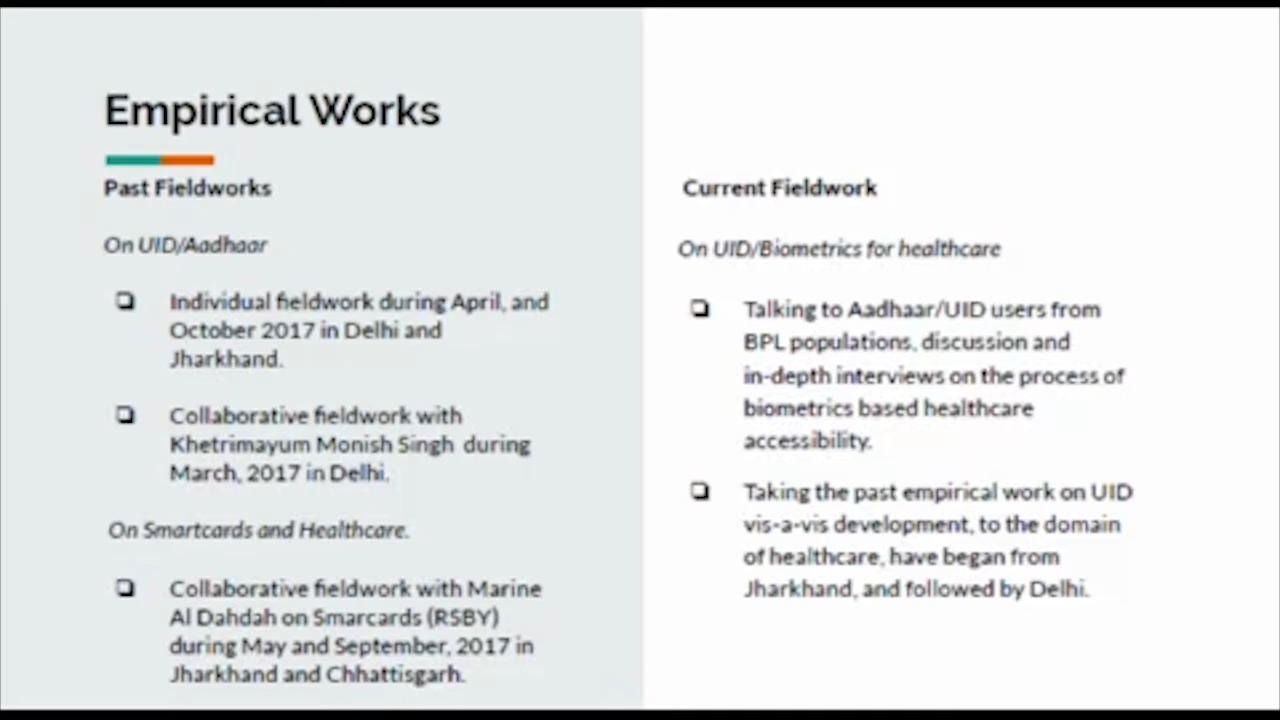 Empirical Works
Past Fieldworks
On UID/Aadhaar
❏ Individual fieldwork during April, and
October 2017 in Delhi and
Jharkhand.
❏ Collaborative fieldwork with
Khetrimayum Monish Singh during
March, 2017 in Delhi.
On Smartcards and Healthcare.
❏ Collaborative fieldwork with Marine
Al Dahdah on Smarcards (RSBY)
during May and September, 2017 in
Jharkhand and Chhattisgarh.
Current Fieldwork
On UID/Biometrics for healthcare
❏ Talking to Aadhaar/UID users from
BPL populations, discussion and
in-depth interviews on the process of
biometrics based healthcare
accessibility.
❏ Taking the past empirical work on UID
vis-a-vis development, to the domain
of healthcare, have began from
Jharkhand, and followed by Delhi.